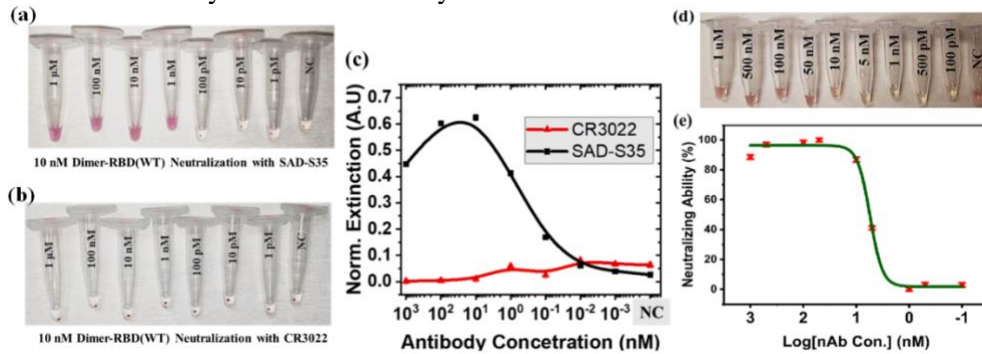 (a)
1 µM
100 nM
10 nM
1 nM
100 pM
10 pM
1 pM
NC
10 nM Dimer-RBD(WT) Neutralization with SAD-S35
(b)
1 µM
100 nM
10 nM
1 nM
100 pM
10 pM
1 pM
NC
10 nM Dimer-RBD(WT) Neutralization with CR3022
(c)
Norm. Extinction (A.U)
0.7
0.6
0.5
0.4
0.3
0.2
0.1
0.0
CR3022
SAD-S35
10³ 10² 10¹ 10⁰ 10⁻¹ 10⁻² 10⁻³ NC
Antibody Concetration (nM)
(d)
1 uM
500 nM
100 nM
50 nM
10 nM
5 nM
1 nM
500 pM
100 pM
NC
(e)
Neutralizing Ability (%)
100
80
60
40
20
0
3 2 1 0 -1
Log[nAb Con.] (nM)